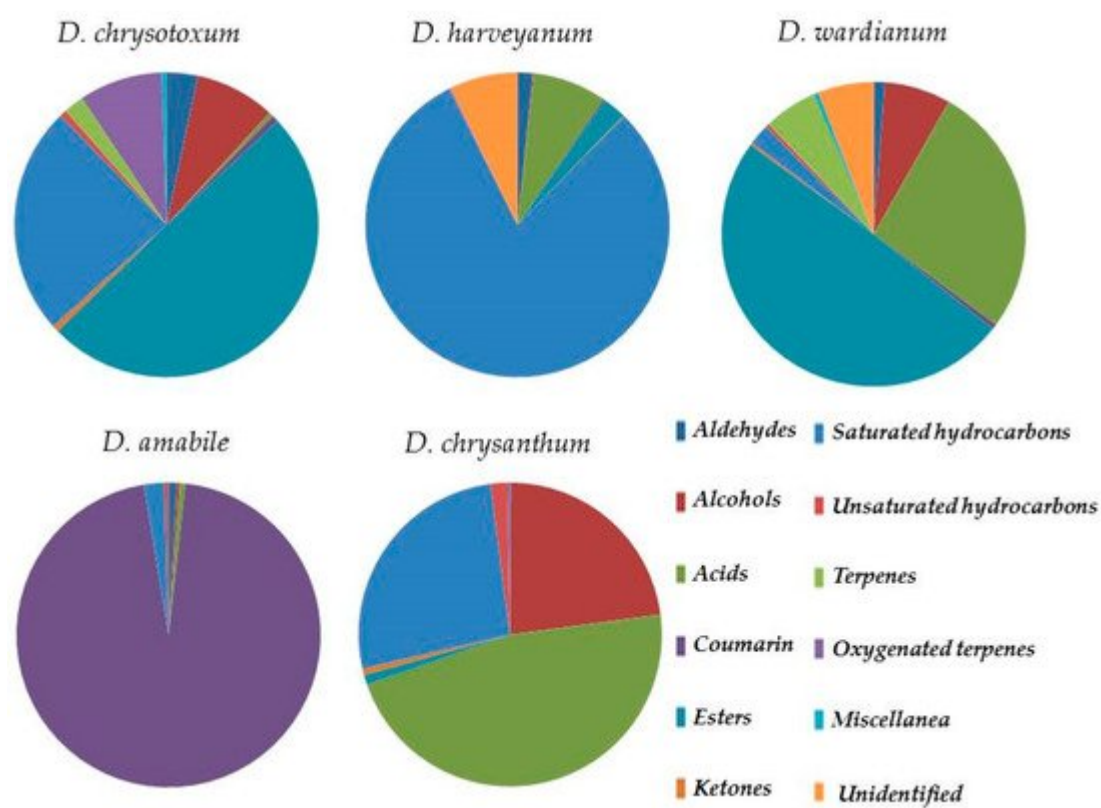 D. chrysotoxum
D. harveyanum
D. wardianum
D. amabile
D. chrysanthum
Aldehydes
Saturated hydrocarbons
Alcohols
Unsaturated hydrocarbons
Acids
Terpenes
Coumarin
Oxygenated terpenes
Esters
Miscellanea
Ketones
Unidentified